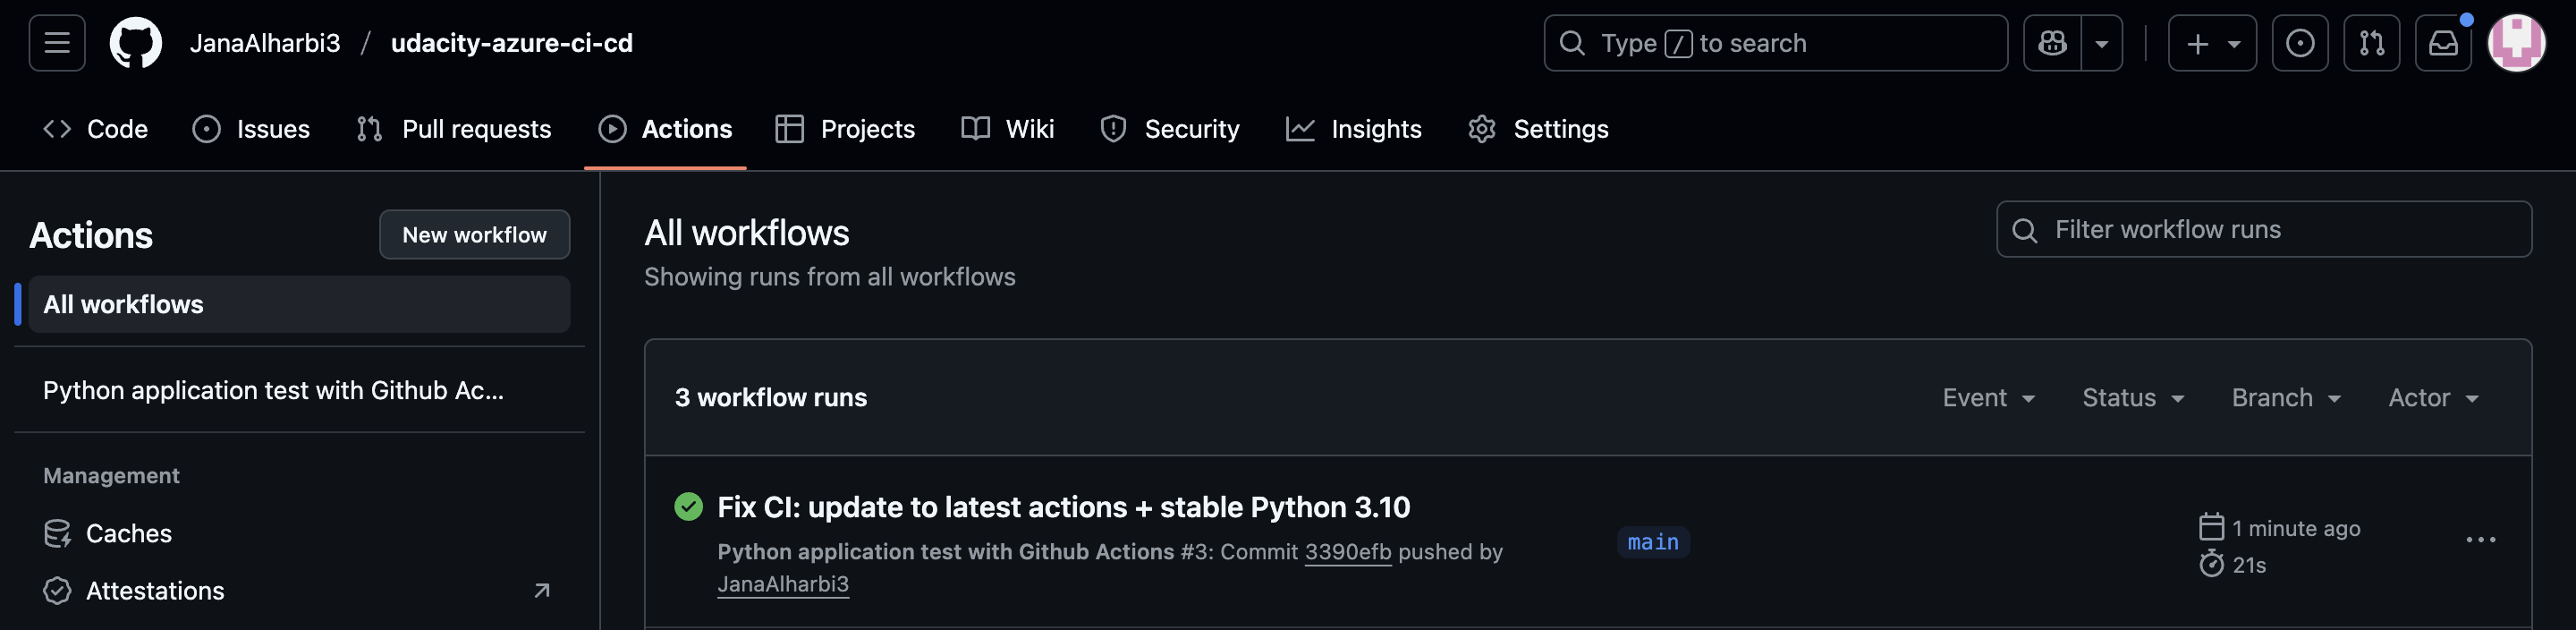 JanaAlharbi3 / udacity-azure-ci-cd
Type / to search
Code Issues Pull requests Actions Projects Wiki Security Insights Settings
Actions
New workflow
All workflows
Python application test with Github Ac...
Management
Caches
Attestations
All workflows
Showing runs from all workflows
Filter workflow runs
3 workflow runs
Event Status Branch Actor
Fix CI: update to latest actions + stable Python 3.10
Python application test with Github Actions #3: Commit 3390efb pushed by
JanaAlharbi3
main
1 minute ago
21s